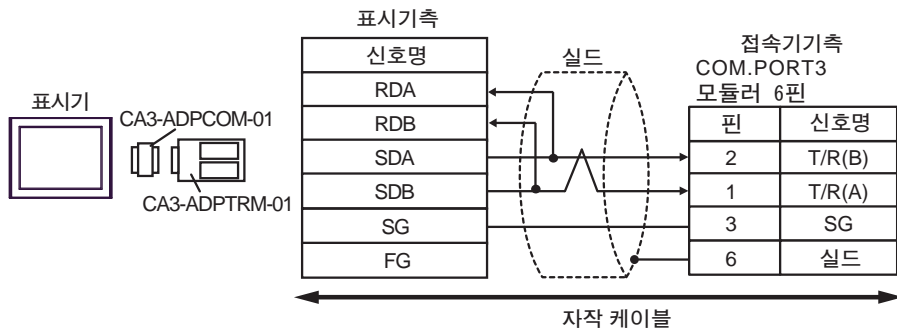 표시기
CA3-ADPCOM-01
CA3-ADPTRM-01
표시기측
신호명
RDA
RDB
SDA
SDB
SG
FG
실드
접속기기측
COM.PORT3
모듈러 6핀
핀 신호명
2 T/R(B)
1 T/R(A)
3 SG
6 실드
자작 케이블